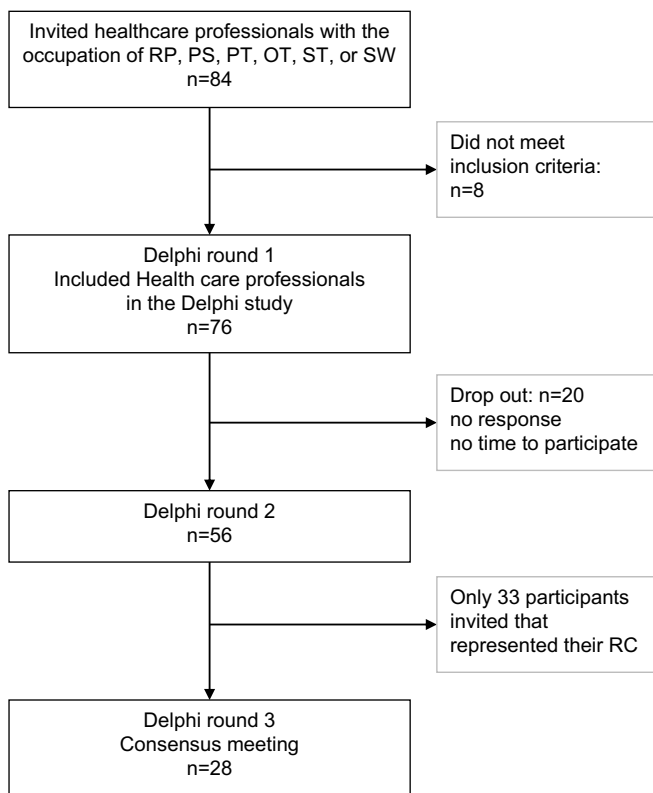 Invited healthcare professionals with the
occupation of RP, PS, PT, OT, ST, or SW
n=84
Did not meet
inclusion criteria:
n=8
Delphi round 1
Included Health care professionals
in the Delphi study
n=76
Drop out: n=20
no response
no time to participate
Delphi round 2
n=56
Only 33 participants
invited that
represented their RC
Delphi round 3
Consensus meeting
n=28